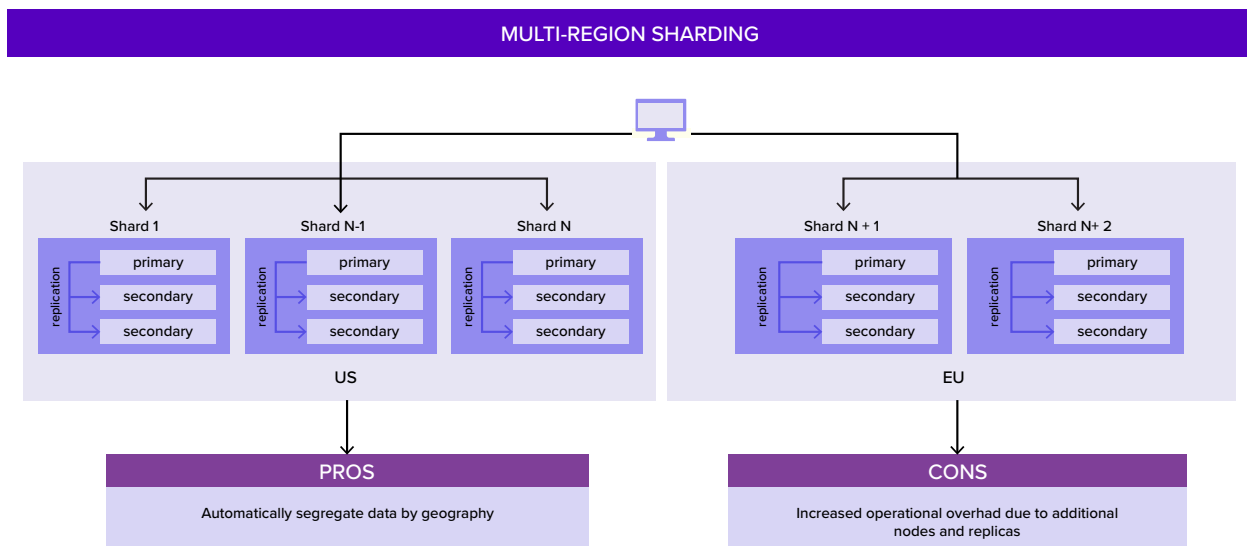 MULTI-REGION SHARDING
Shard 1
Shard N-1
Shard N
Shard N + 1
Shard N+ 2
replication
primary
secondary
secondary
replication
primary
secondary
secondary
replication
primary
secondary
secondary
replication
primary
secondary
secondary
replication
primary
secondary
secondary
US
EU
PROS
Automatically segregate data by geography
CONS
Increased operational overhad due to additional
nodes and replicas